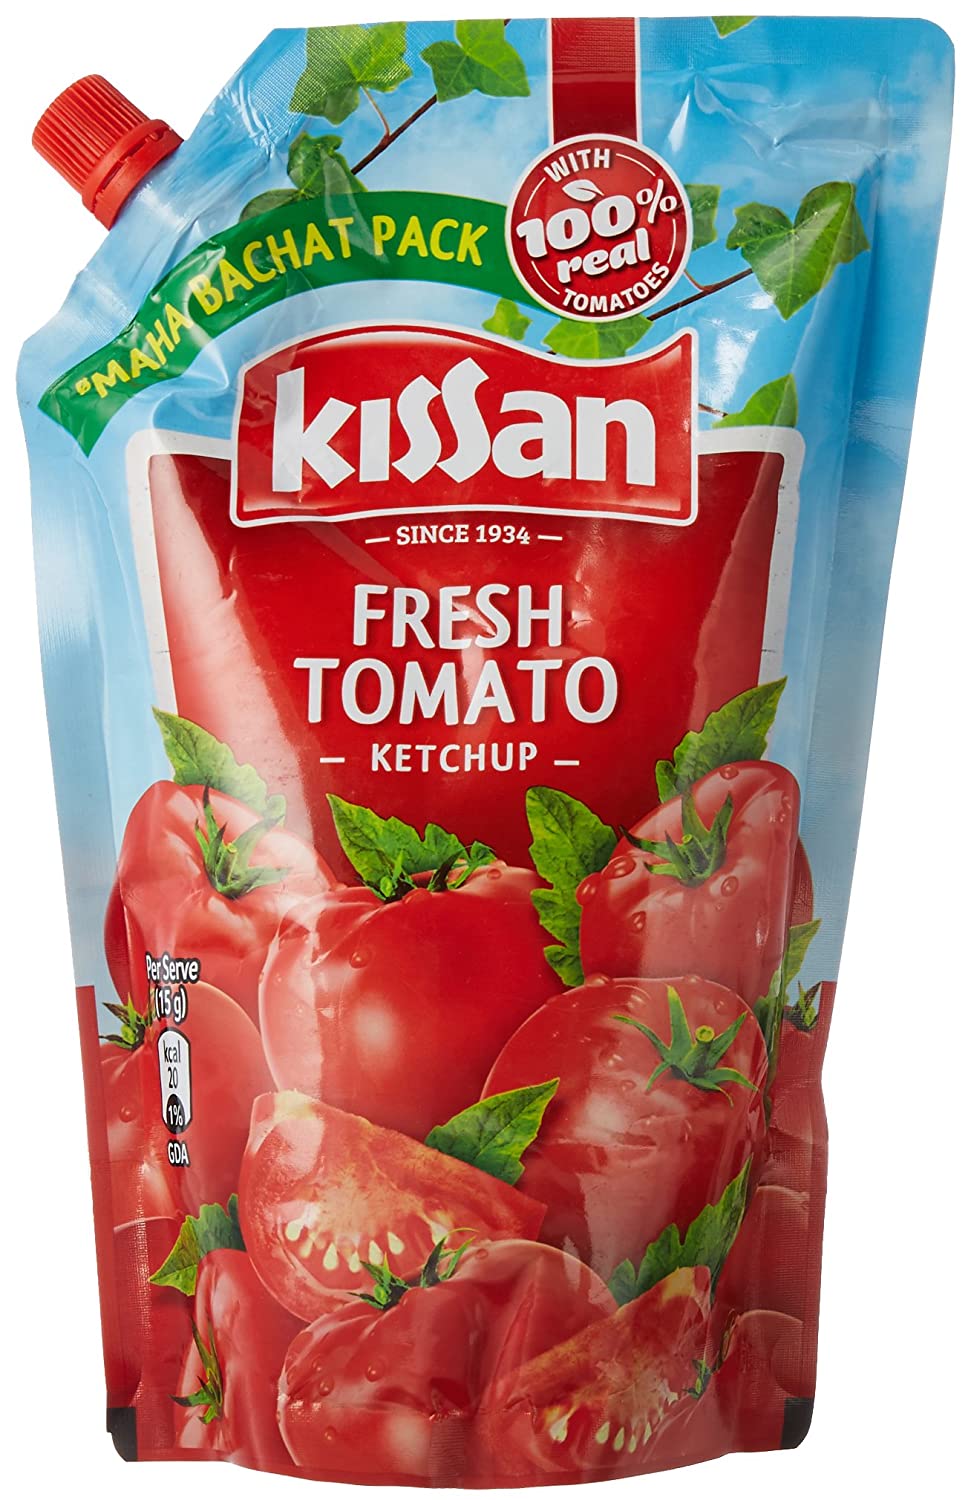 WITH
100%
real
TOMATOES
MAHA BACHAT PACK
kissan
— SINCE 1934 —
FRESH
TOMATO
— KETCHUP —
Per Serve
(15 g)
kcal
20
1%
GDA